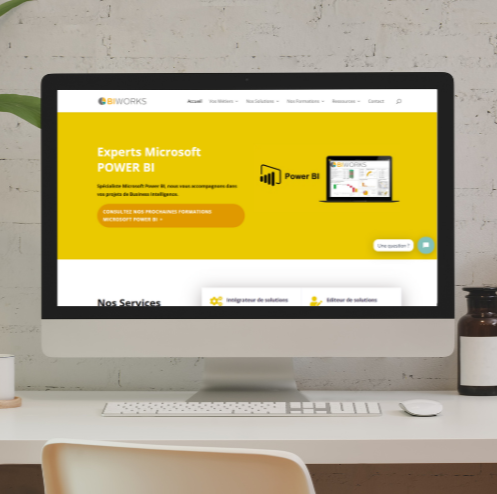 BIWORKS
Accueil Nos Métiers Nos Solutions Nos Formations Ressources Contact
Experts Microsoft
POWER BI
Spécialiste Microsoft Power BI, nous vous accompagnons dans
vos projets de Business Intelligence.
CONSULTEZ NOS PROCHAINES FORMATIONS
MICROSOFT POWER BI
Power BI
BIWORKS
Une question ?
Nos Services
Intégrateur de solutions
Editeur de solutions